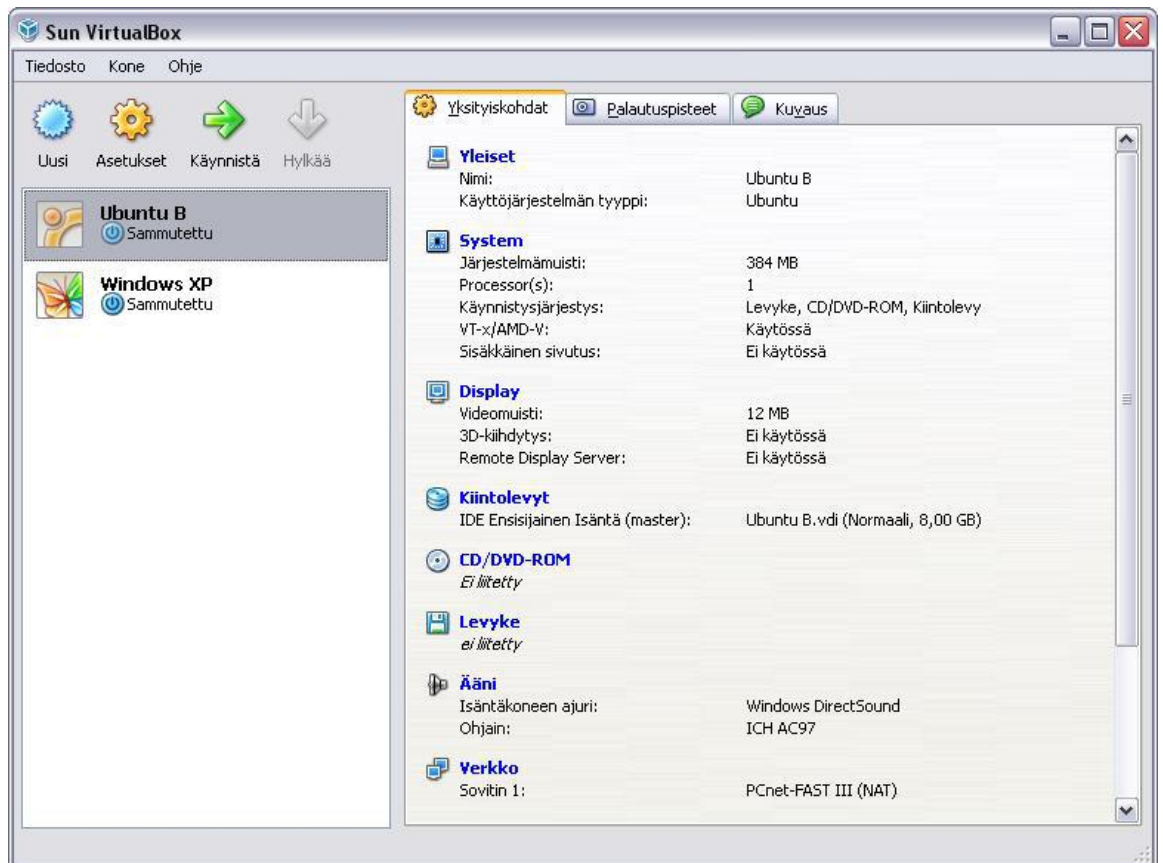 Sun VirtualBox
Tiedosto Kone Ohje
Uusi Asetukset Käynnistä Hylkää
Ubuntu B
Sammutettu
Windows XP
Sammutettu
Yksityiskohdat Palautuspisteet Kuvaus
Yleiset
Nimi: Ubuntu B
Käyttöjärjestelmän tyyppi: Ubuntu
System
Järjestelmämuisti: 384 MB
Processor(s): 1
Käynnistysjärjestys: Levyke, CD/DVD-ROM, Kiintolevy
VT-x/AMD-V: Käytössä
Sisäkkäinen sivutus: Ei käytössä
Display
Videomuisti: 12 MB
3D-kiihdytys: Ei käytössä
Remote Display Server: Ei käytössä
Kiintolevyt
IDE Ensisijainen Isäntä (master): Ubuntu B.vdi (Normaali, 8,00 GB)
CD/DVD-ROM
Ei liitetty
Levyke
ei liitetty
Ääni
Isäntäkoneen ajuri: Windows DirectSound
Ohjain: ICH AC97
Verkko
Sovitin 1: PCnet-FAST III (NAT)